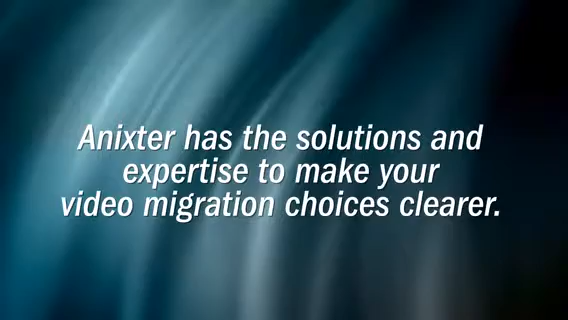 Anixter has the solutions and
expertise to make your
video migration choices clearer.